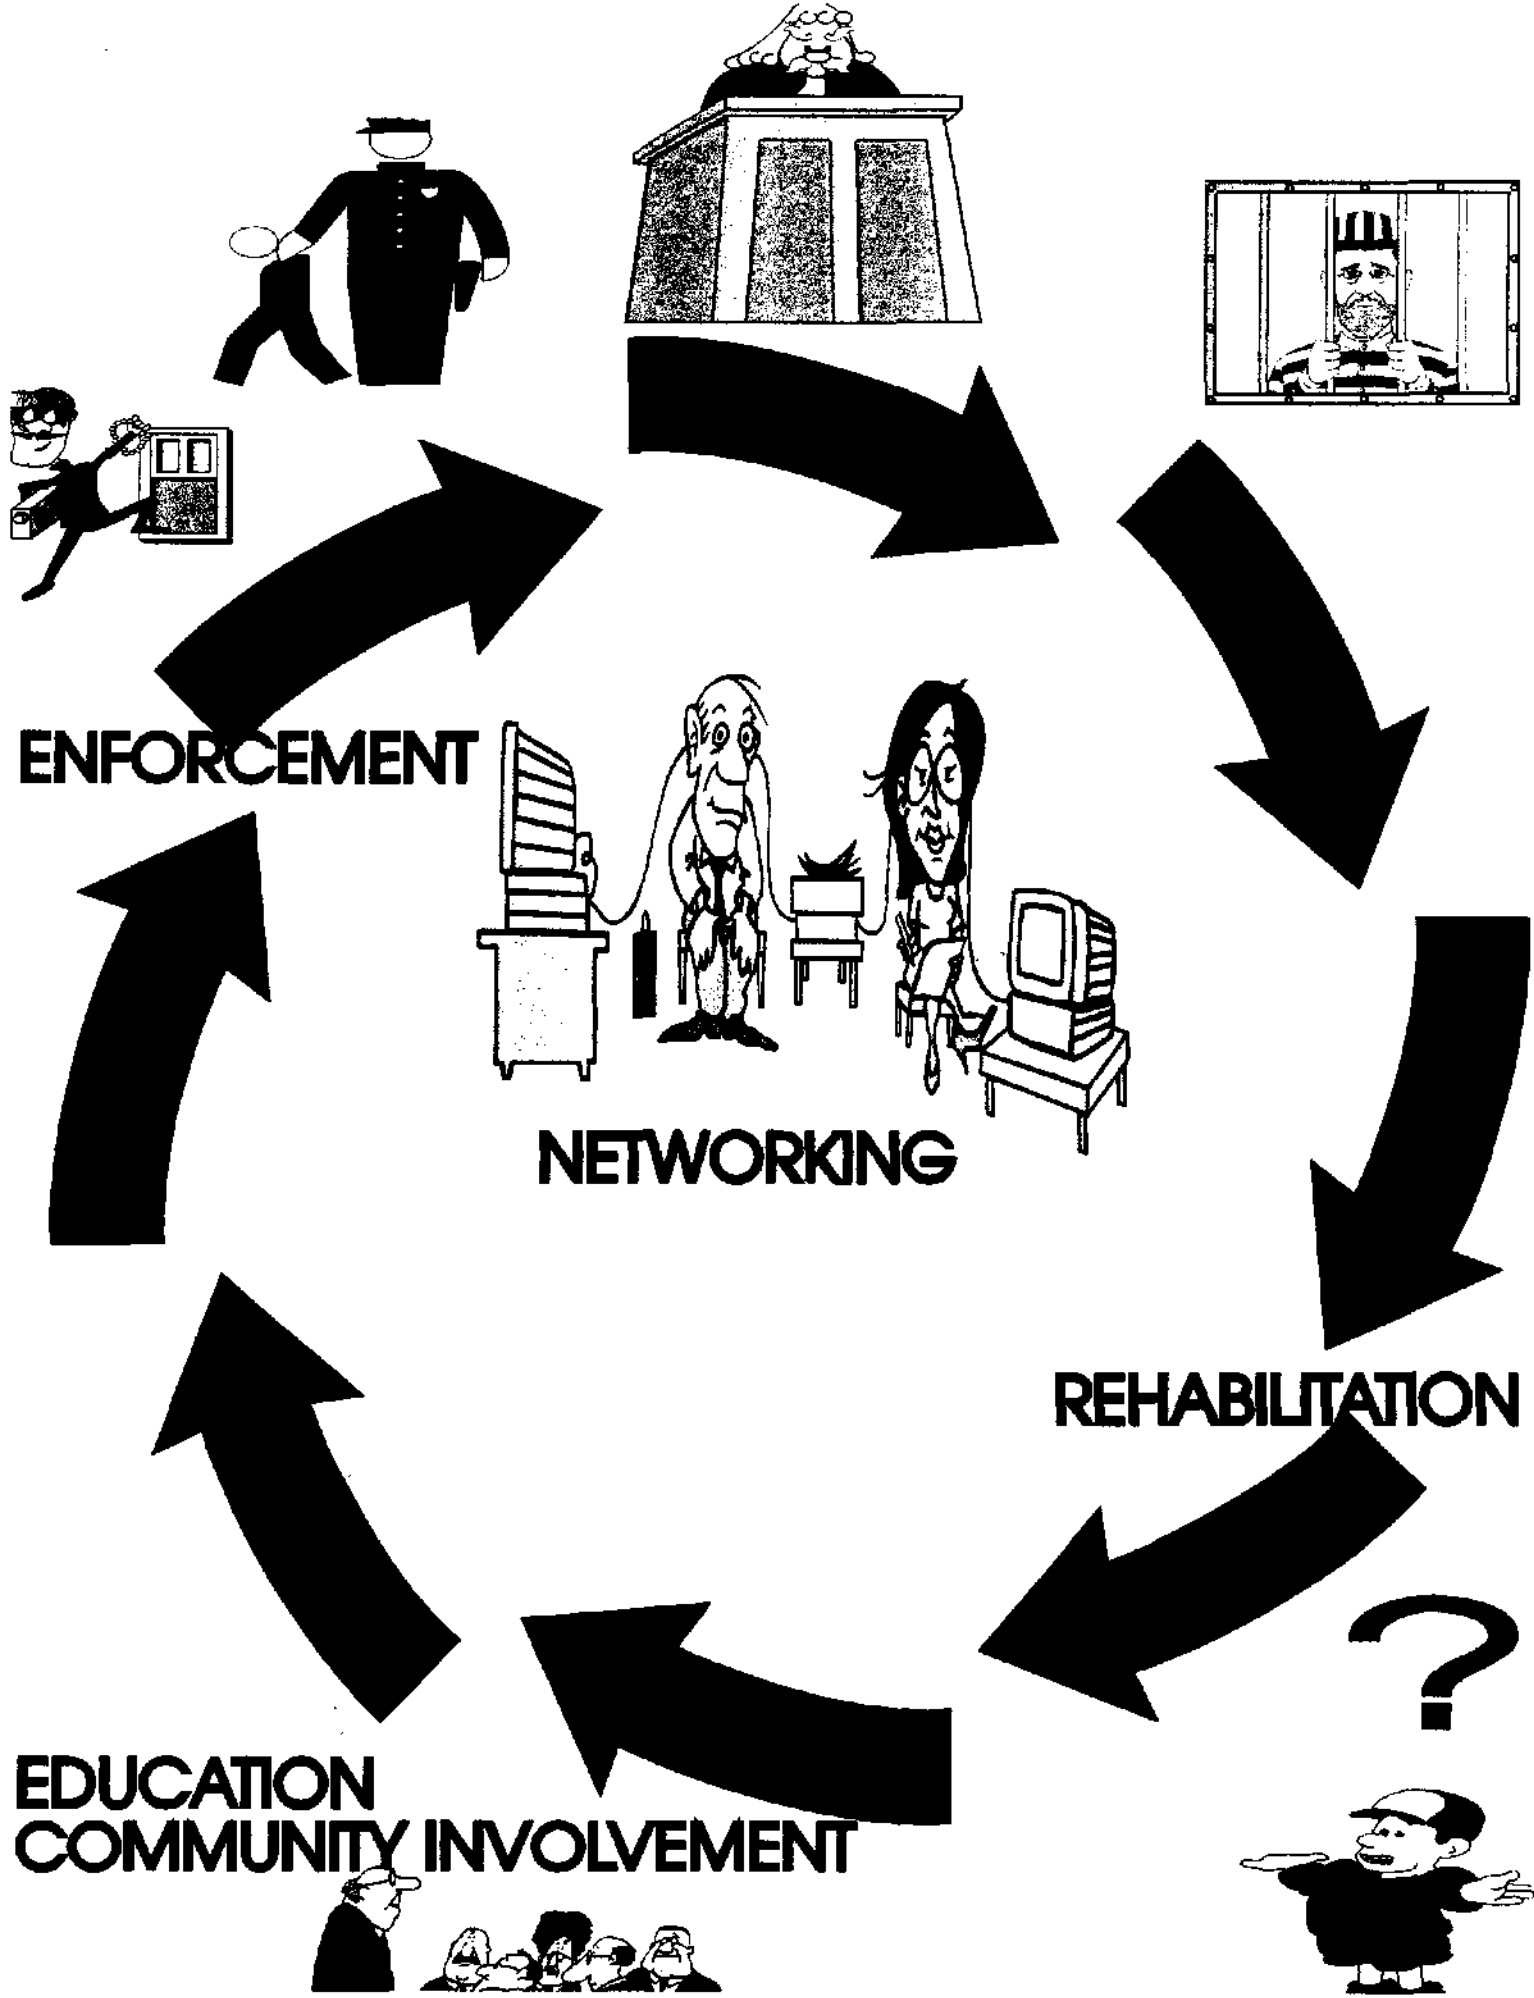 ENFORCEMENT
NETWORKING
REHABILITATION
?
EDUCATION
COMMUNITY INVOLVEMENT